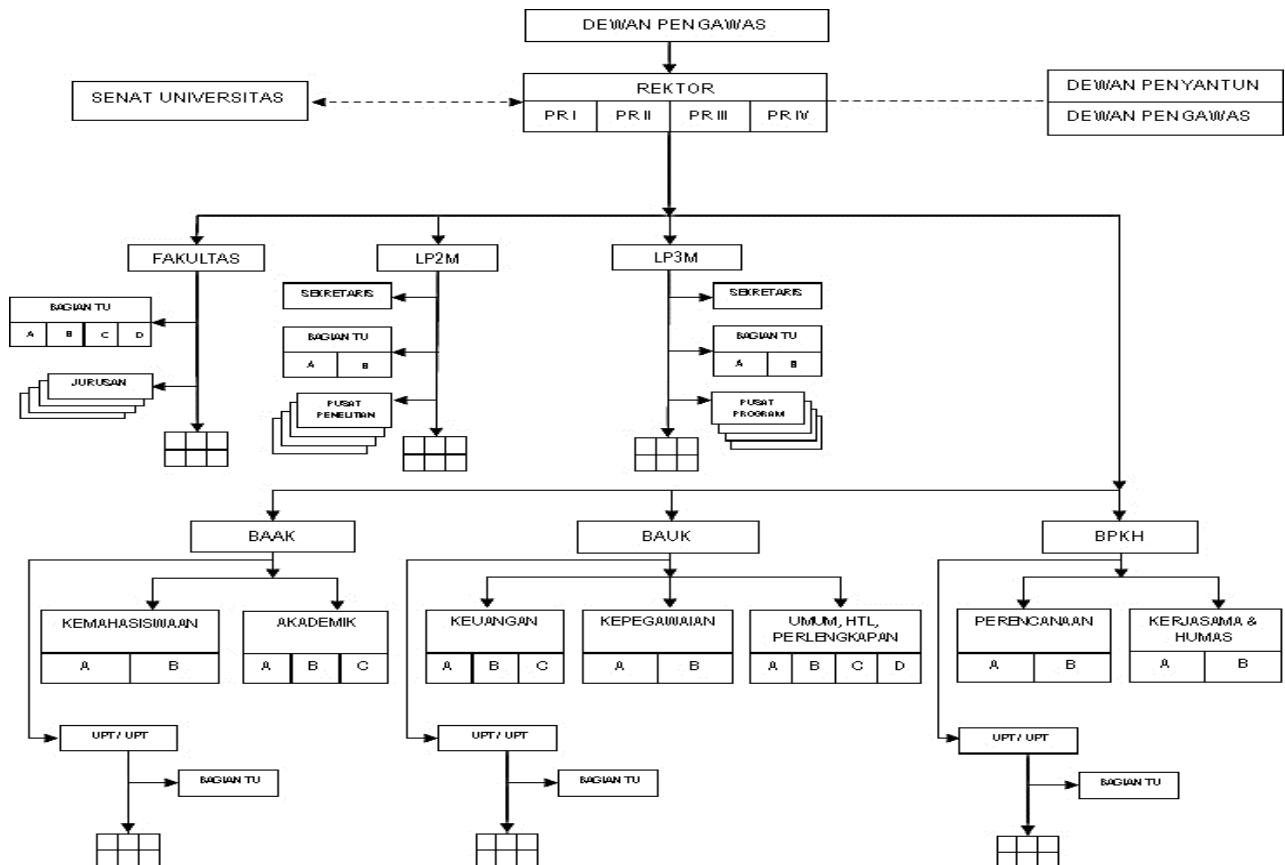 DEWAN PENGAWAS
SENAT UNIVERSITAS
REKTOR
PR I PR II PR III PR IV
DEWAN PENYANTUN
DEWAN PENGAWAS
FAKULTAS
LP2M
LP3M
BAGIAN TU
A B C D
JURUSAN
SEKRETARIS
BAGIAN TU
A B
PUSAT
PENELITIAN
SEKRETARIS
BAGIAN TU
A B
PUSAT
PROGRAM
BAAK
BAUK
BPKH
KEMAHASISWAAN
A B
AKADEMIK
A B C
KEUANGAN
A B C
KEPEGAWAIAN
A B
UMUM, HTL,
PERLENGKAPAN
A B C D
PERENCANAAN
A B
KERJASAMA &
HUMAS
A B
UPT / UPT
BAGIAN TU
UPT / UPT
BAGIAN TU
UPT / UPT
BAGIAN TU